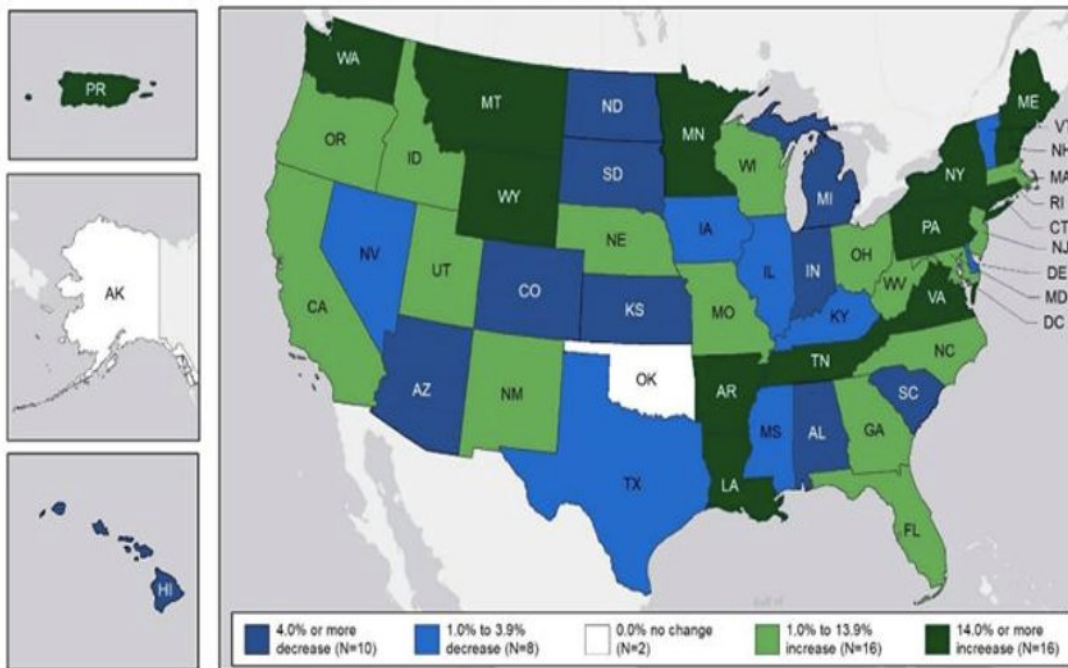 PR
AK
HI
WA
MT
ND
MN
ME
VT
NH
OR
ID
WI
NY
MA
SD
MI
RI
WY
CT
PA
NJ
IA
NE
NV
OH
DE
IL
IN
UT
MD
WV
VA
CO
DC
CA
KS
MO
KY
NC
TN
OK
AZ
NM
AR
SC
MS
AL
GA
TX
LA
FL
4.0% or more
decrease (N=10)
1.0% to 3.9%
decrease (N=8)
0.0% no change
(N=2)
1.0% to 13.9%
increase (N=16)
14.0% or more
increease (N=16)